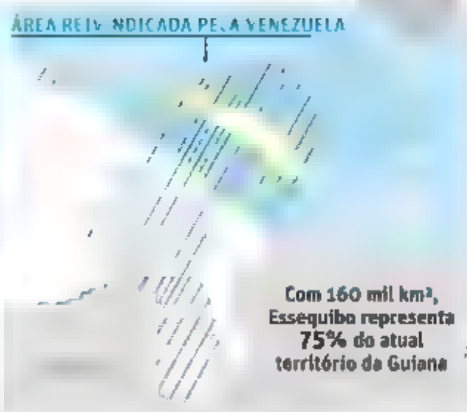 ÁREA REIVINDICADA PELA VENEZUELA
Com 160 mil km²,
Essequibo representa
75% do atual
território da Guiana